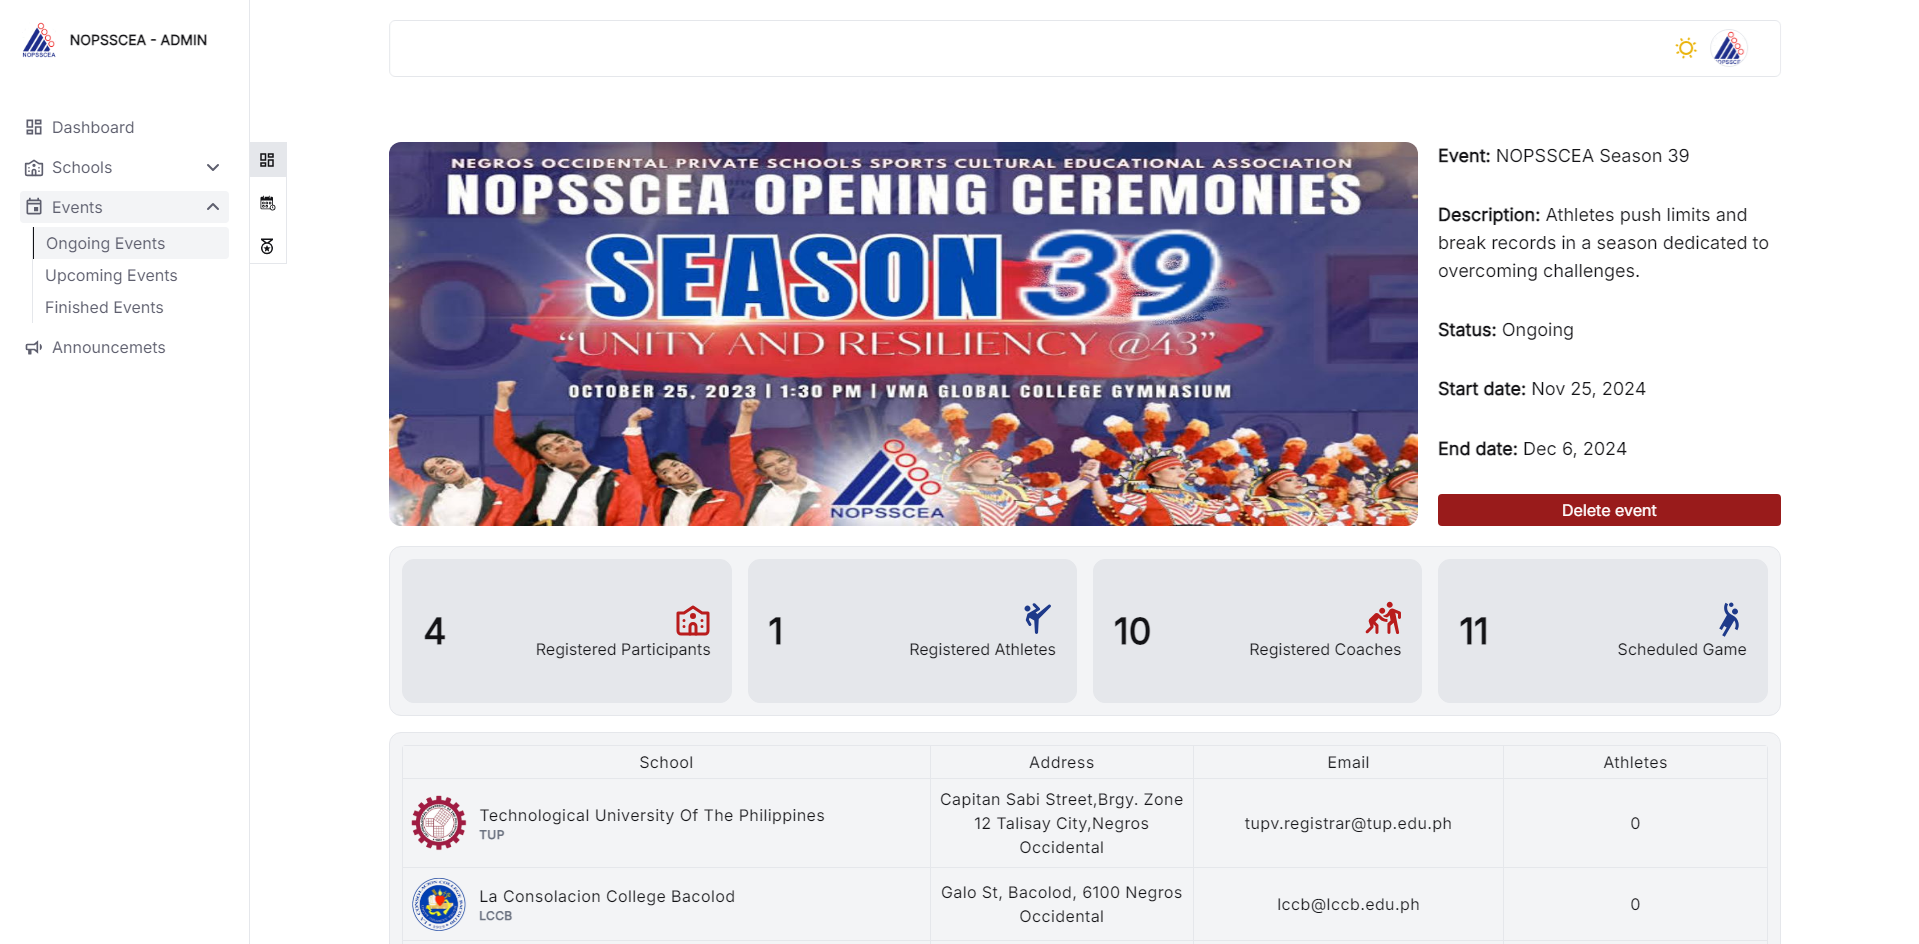 NOPSSCEA
NOPSSCEA - ADMIN
Dashboard
Schools
Events
Ongoing Events
Upcoming Events
Finished Events
Announcemets
NEGROS OCCIDENTAL PRIVATE SCHOOLS SPORTS CULTURAL EDUCATIONAL ASSOCIATION
NOPSSCEA OPENING CEREMONIES
SEASON 39
“UNITY AND RESILIENCY @43”
OCTOBER 25, 2023 | 1:30 PM | VMA GLOBAL COLLEGE GYMNASIUM
NOPSSCEA
Event: NOPSSCEA Season 39
Description: Athletes push limits and
break records in a season dedicated to
overcoming challenges.
Status: Ongoing
Start date: Nov 25, 2024
End date: Dec 6, 2024
Delete event
4
Registered Participants
1
Registered Athletes
10
Registered Coaches
11
Scheduled Game
School Address Email Athletes
Technological University Of The Philippines
TUP
Capitan Sabi Street,Brgy. Zone
12 Talisay City,Negros
Occidental
tupv.registrar@tup.edu.ph
0
La Consolacion College Bacolod
LCCB
Galo St, Bacolod, 6100 Negros
Occidental
lccb@lccb.edu.ph
0